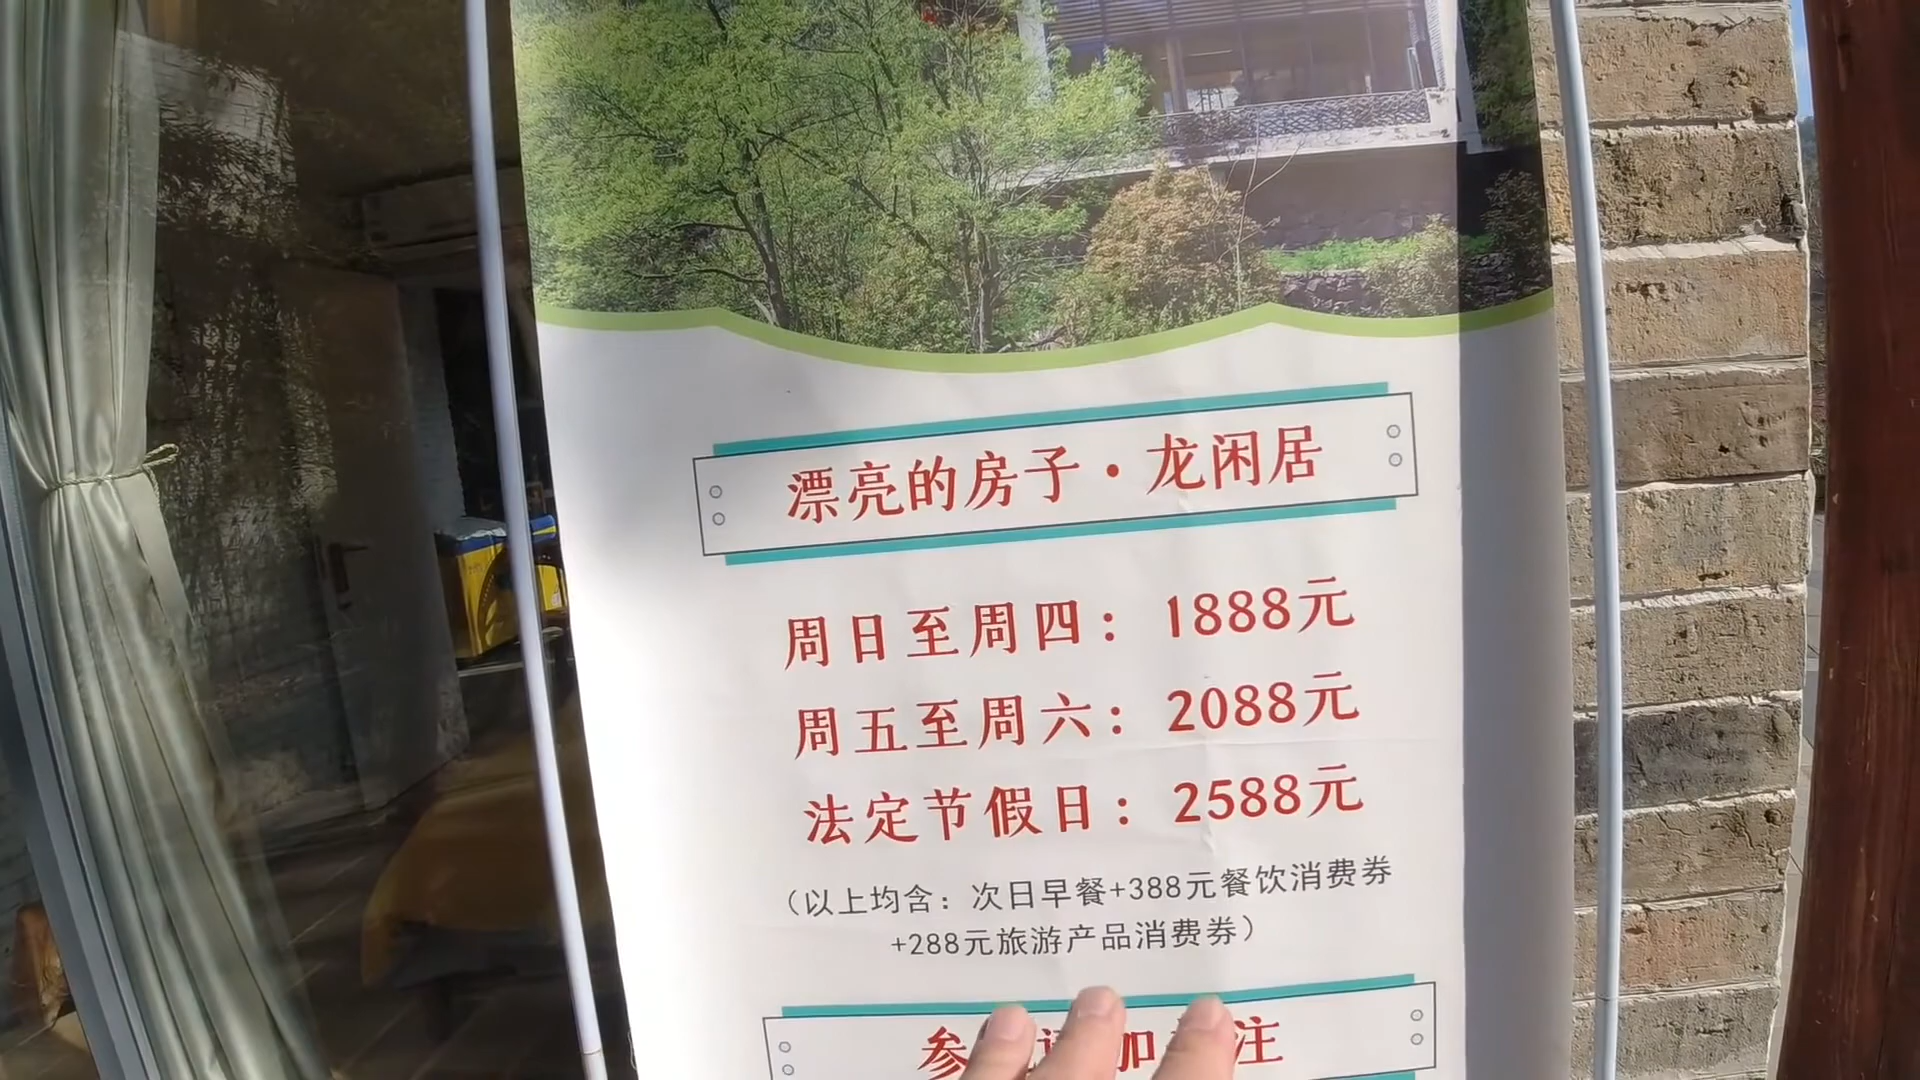 漂亮的房子·龙闲居
周日至周四：1888元
周五至周六：2088元
法定节假日：2588元
（以上均含：次日早餐+388元餐饮消费券
+288元旅游产品消费券）
参 加 注